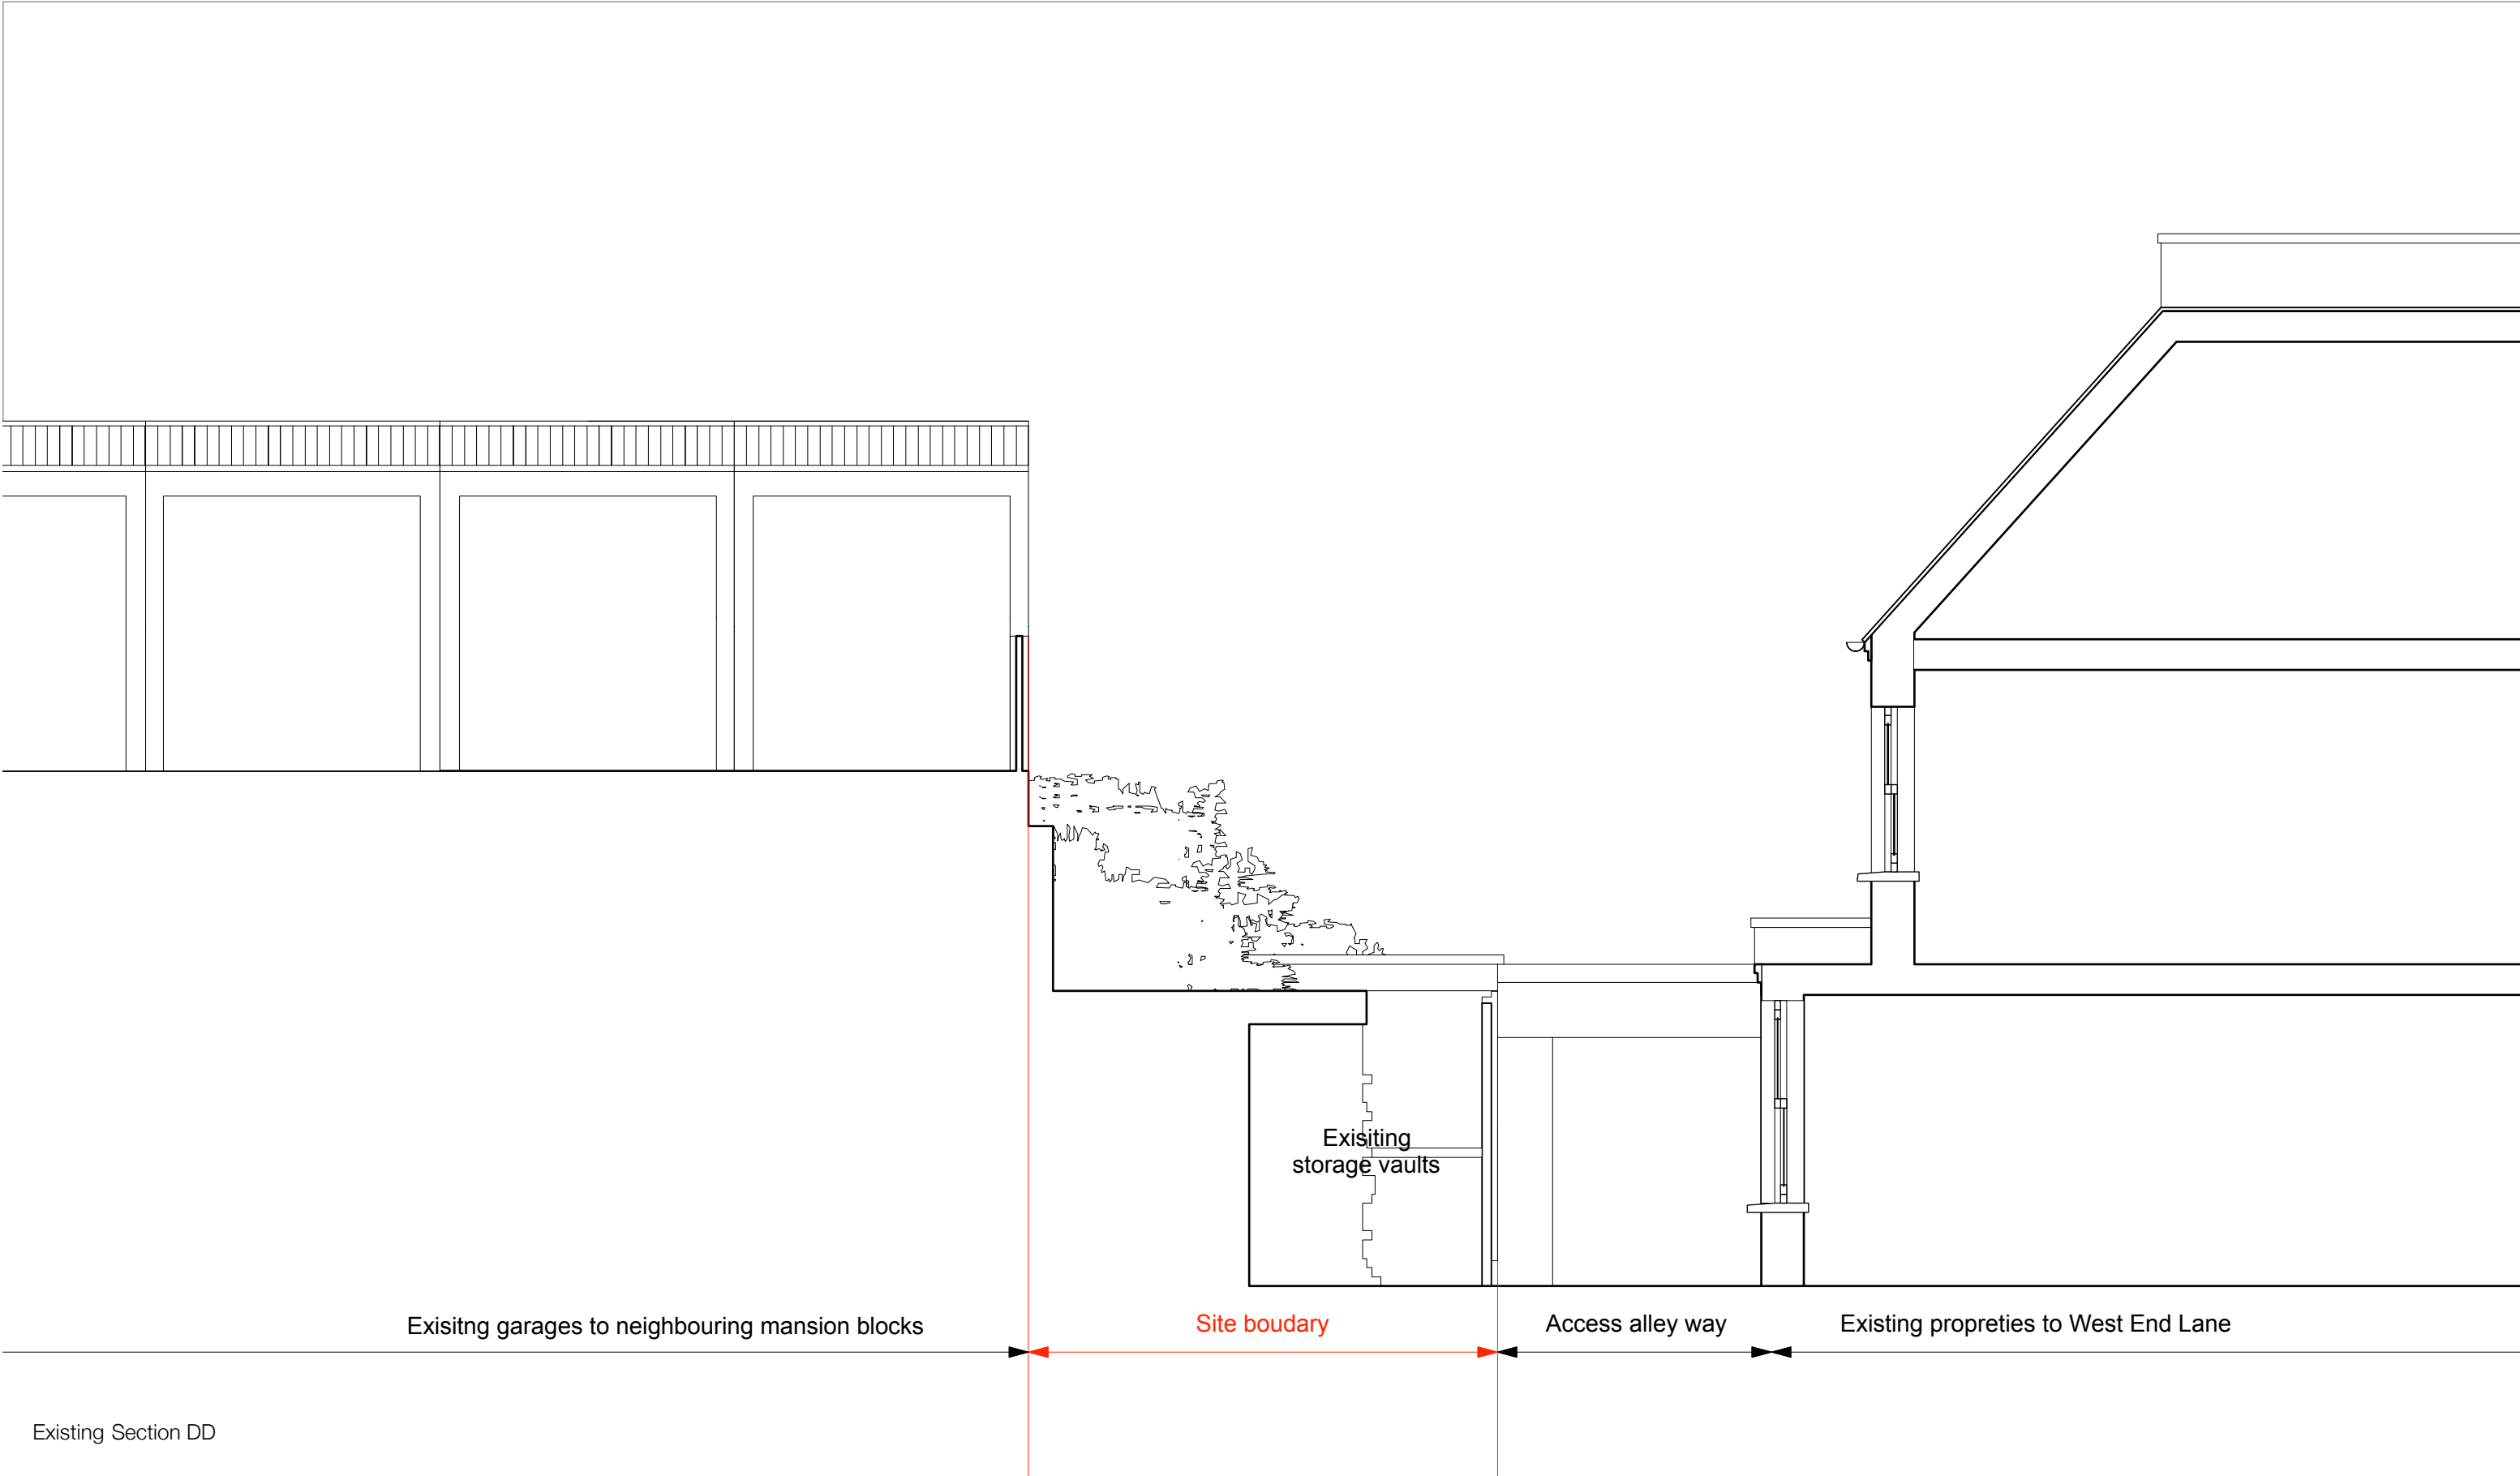 Exisiting
storage vaults
Exisitng garages to neighbouring mansion blocks
Site boudary
Access alley way
Existing propreties to West End Lane
Existing Section DD